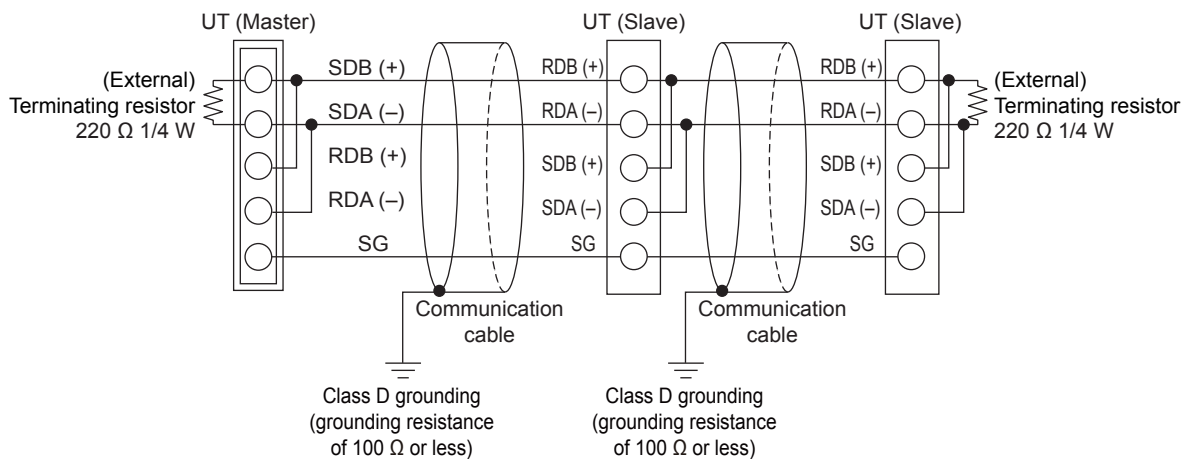 UT (Master)
UT (Slave)
UT (Slave)
(External)
Terminating resistor
220 Ω 1/4 W
SDB (+)
SDA (–)
RDB (+)
RDA (–)
SG
RDB (+)
RDA (–)
SDB (+)
SDA (–)
SG
RDB (+)
RDA (–)
SDB (+)
SDA (–)
SG
(External)
Terminating resistor
220 Ω 1/4 W
Communication
cable
Communication
cable
Class D grounding
(grounding resistance
of 100 Ω or less)
Class D grounding
(grounding resistance
of 100 Ω or less)